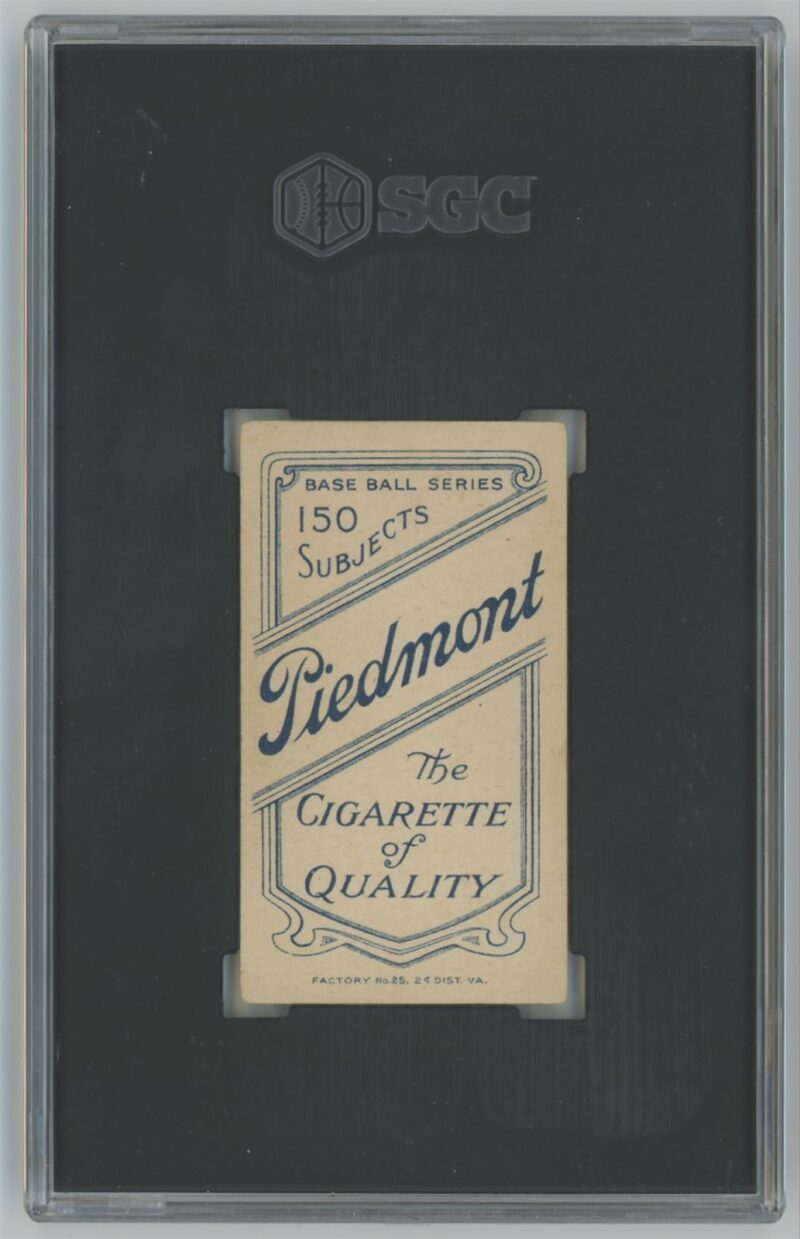 SGC
BASE BALL SERIES
150
SUBJECTS
Piedmont
The
CIGARETTE
of
QUALITY
FACTORY No.25, 2d DIST. VA.